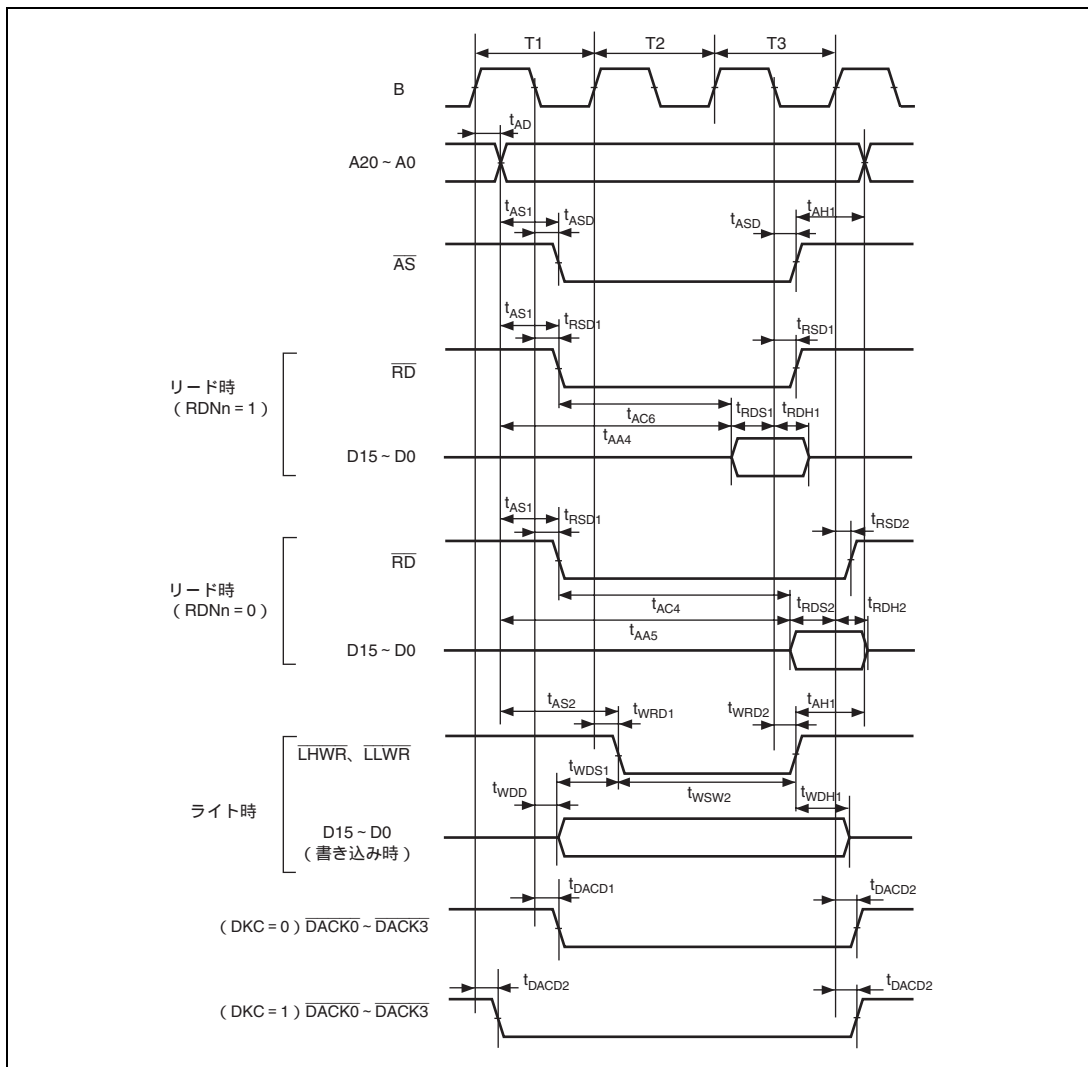 T1 T2 T3
B
tAD
A20 ~ A0
tAS1 tASD tASD tAH1
AS
tAS1 tRSD1 tRSD1
RD
リード時
( RDNn = 1 )
tAC6 tRDS1 tRDH1
tAA4
D15 ~ D0
tAS1 tRSD1 tRSD2
RD
リード時
( RDNn = 0 )
tAC4 tRDS2 tRDH2
tAA5
D15 ~ D0
tAS2 tWRD1 tWRD2 tAH1
LHWR、LLWR
tWDS1 tWSW2
tWDD tWDH1
ライト時
D15 ~ D0
( 書き込み時 )
tDACD1 tDACD2
( DKC = 0 ) DACK0 ~ DACK3
tDACD2 tDACD2
( DKC = 1 ) DACK0 ~ DACK3